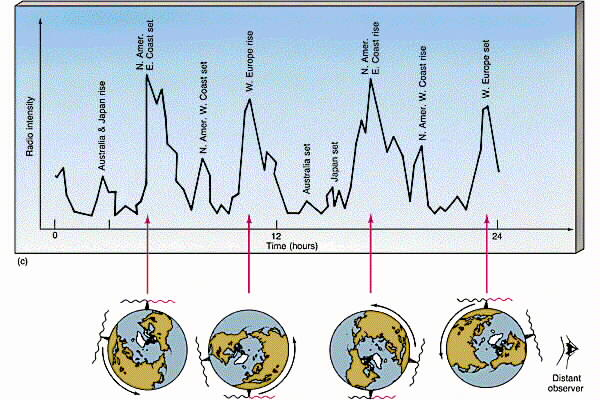 Radio intensity
Australia & Japan rise
N. Amer.
E. Coast set
N. Amer. W. Coast set
W. Europe rise
Australia set
Japan set
N. Amer.
E. Coast rise
N. Amer. W. Coast rise
W. Europe set
0
12
24
Time (hours)
(c)
Distant
observer